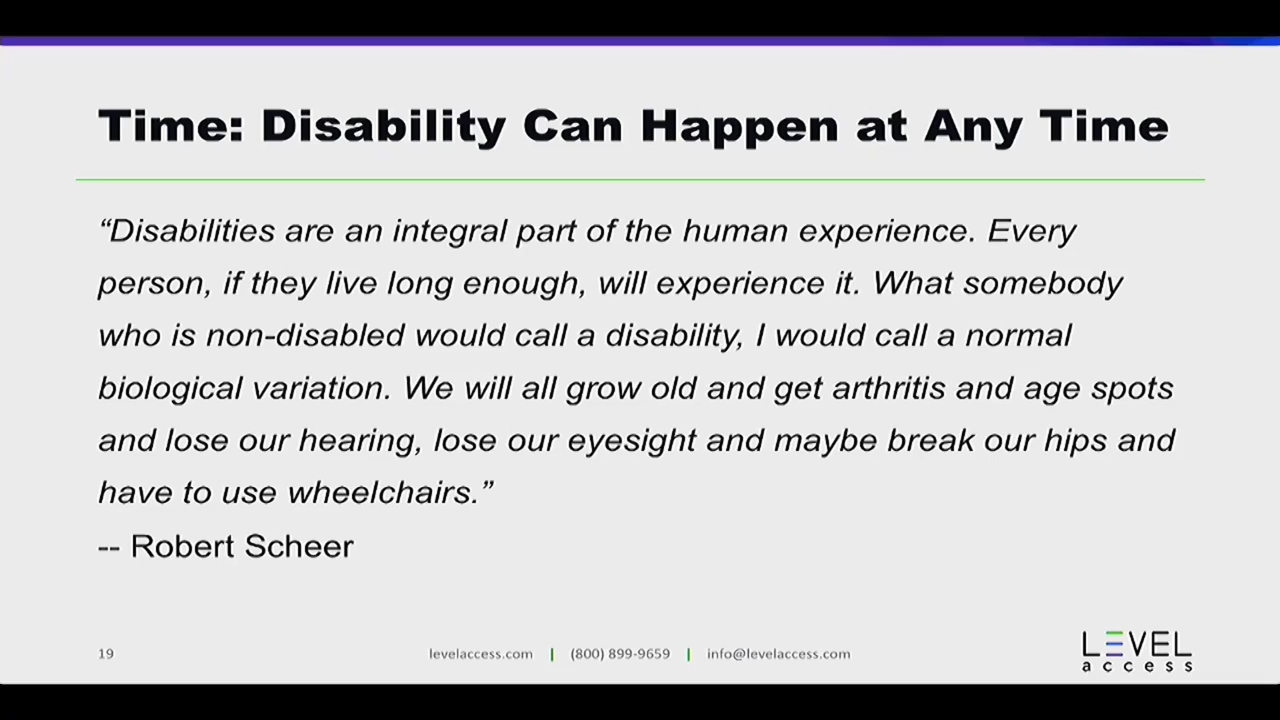 Time: Disability Can Happen at Any Time
“Disabilities are an integral part of the human experience. Every
person, if they live long enough, will experience it. What somebody
who is non-disabled would call a disability, I would call a normal
biological variation. We will all grow old and get arthritis and age spots
and lose our hearing, lose our eyesight and maybe break our hips and
have to use wheelchairs.”
-- Robert Scheer
19
levelaccess.com | (800) 899-9659 | info@levelaccess.com
LEVEL
access